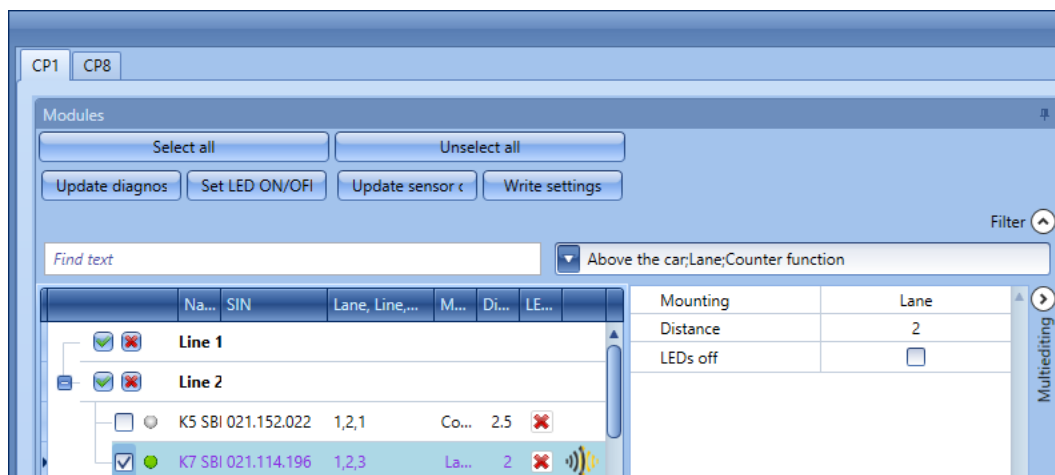 CP1 CP8
Modules
Select all Unselect all
Update diagnos Set LED ON/OFI Update sensor c Write settings
Filter
Find text Above the car;Lane;Counter function
Na... SIN Lane, Line,... M... Di... LE...
Mounting Lane
Distance 2
LEDs off
Multiediting
Line 1
Line 2
K5 SBI 021.152.022 1,2,1 Co... 2.5
K7 SBI 021.114.196 1,2,3 La... 2